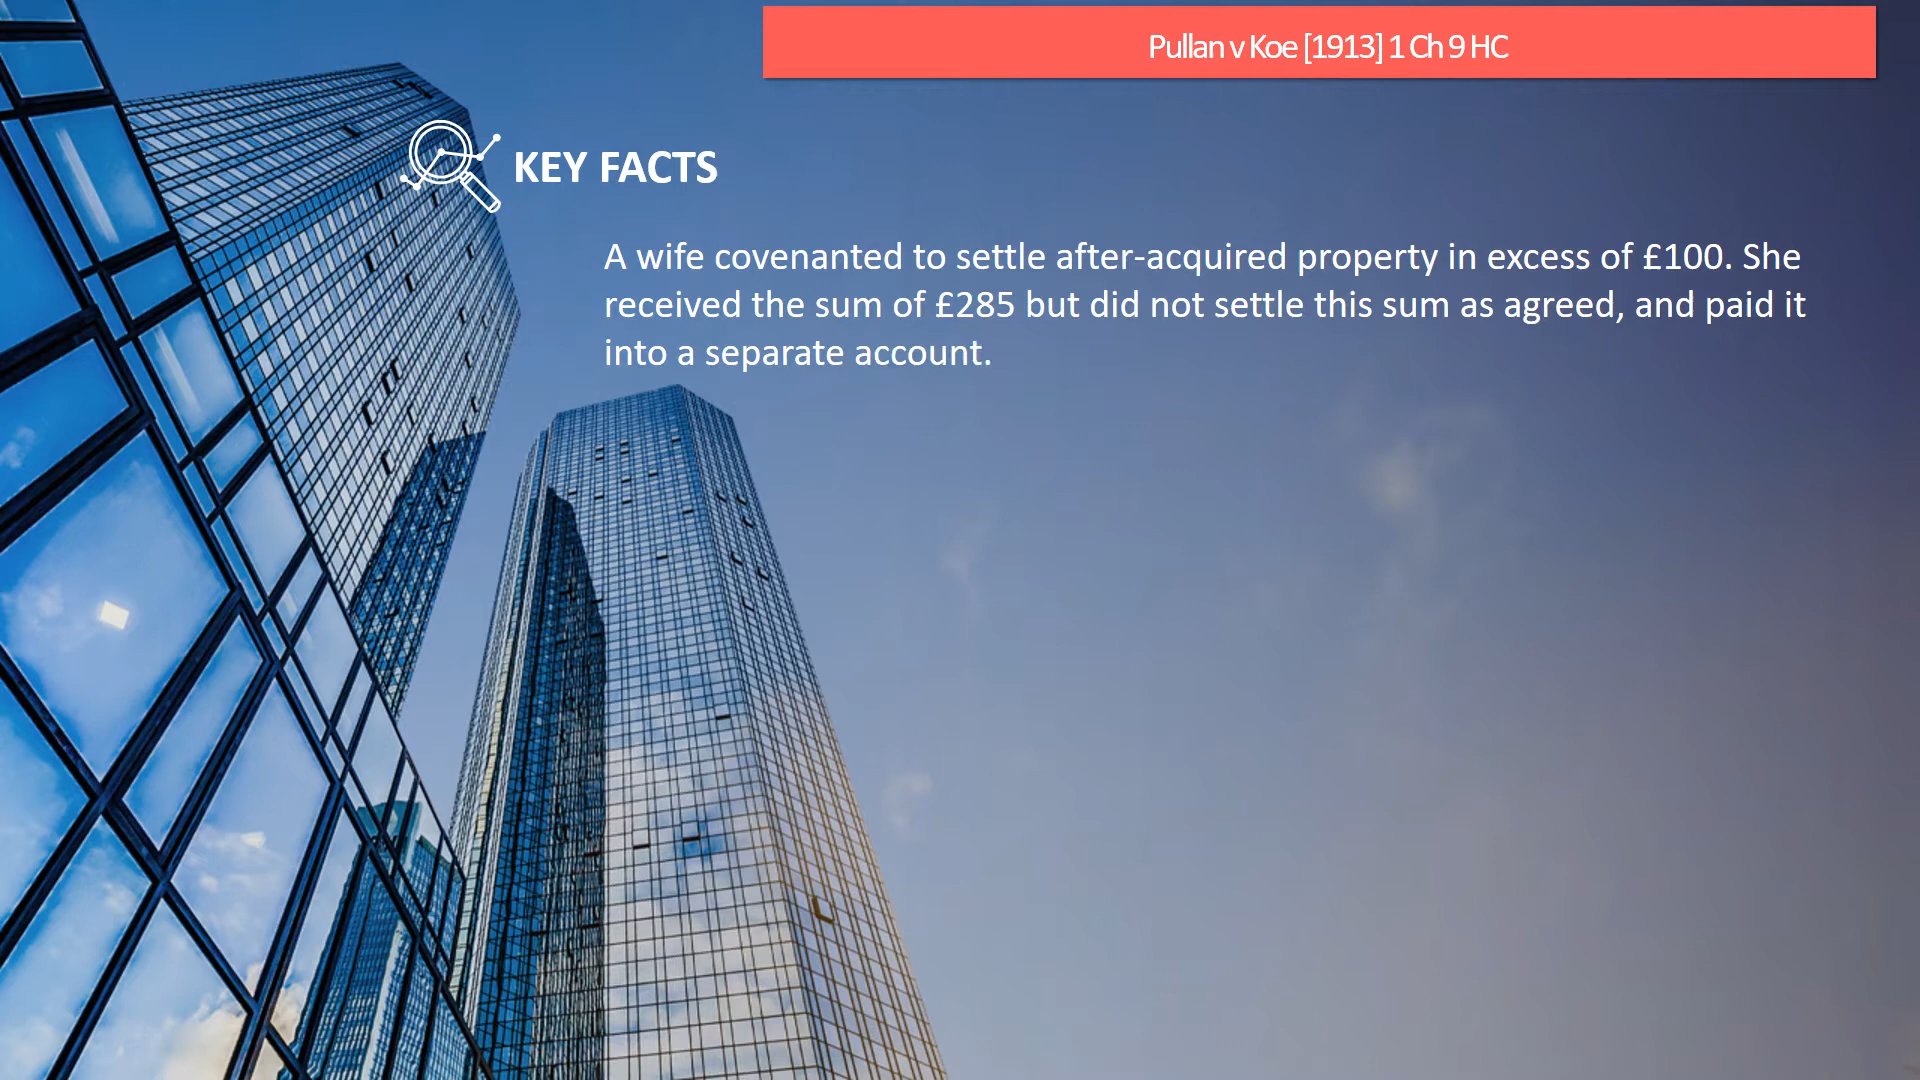 Pullan v Koe [1913] 1 Ch 9 HC
KEY FACTS
A wife covenanted to settle after-acquired property in excess of £100. She
received the sum of £285 but did not settle this sum as agreed, and paid it
into a separate account.